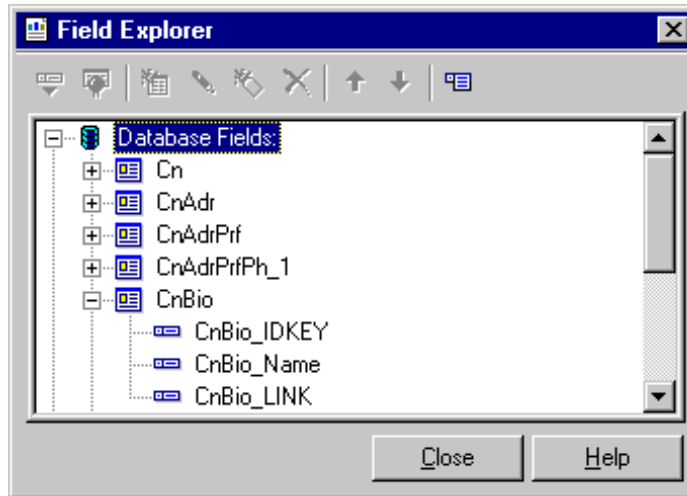 Field Explorer
Database Fields:
Cn
CnAdr
CnAdrPrf
CnAdrPrfPh_1
CnBio
CnBio_IDKEY
CnBio_Name
CnBio_LINK
Close Help